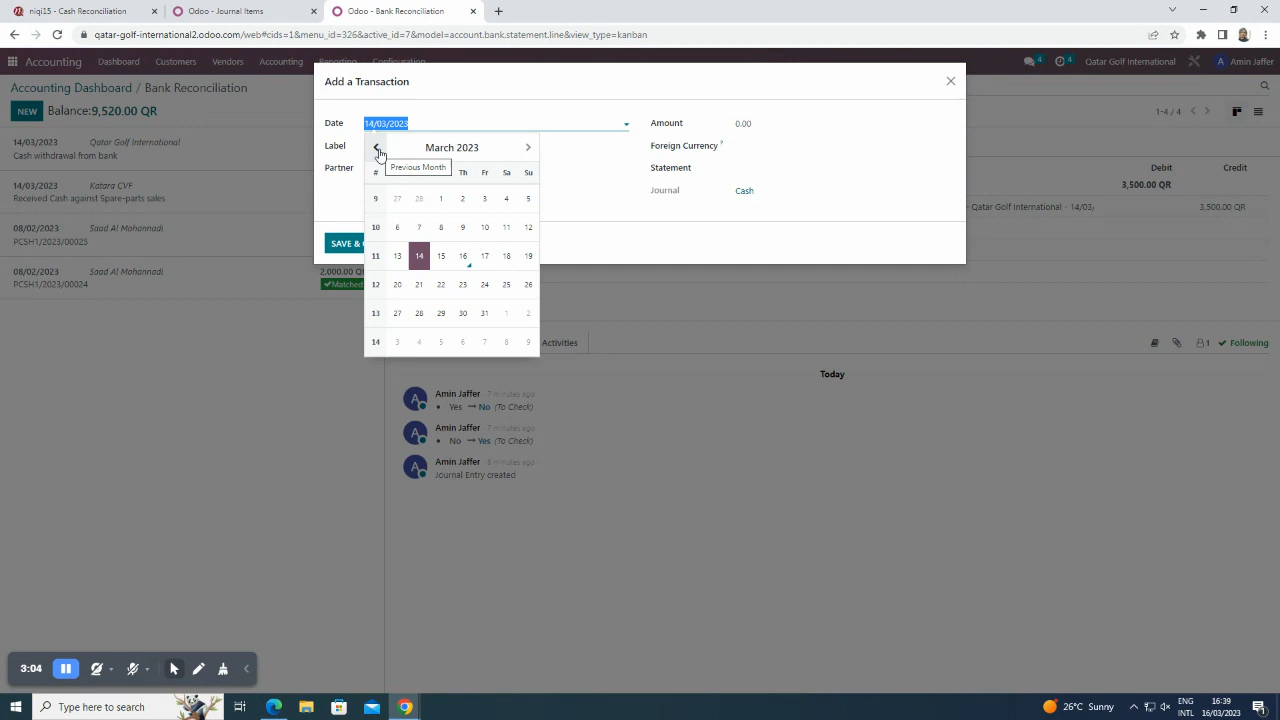 niqi15 - Cash Reconciliation
Odoo - Journal Items
Odoo - Bank Reconciliation
qatar-golf-international2.odoo.com/web#cids=1&menu_id=326&active_id=7&model=account.bank.statement.line&view_type=kanban
Accounting Dashboard Customers Vendors Accounting Reporting Configuration 4 4 Qatar Golf International A Amin Jaffer
Add a Transaction
Accounting Dashboard / Bank Reconciliation
NEW Balance:9,520.00 QR
1-4 / 4
Date 14/03/2023
Amount 0.00
Label
Foreign Currency ?
Partner
Statement
Journal Cash
14/03/2023 Qatar Golf International
Cash withdrawal from bank
14/03/2023 Katara CVF
Received Cash against Spare-parts sales
08/02/2023 Saad Al Mohannadi
PCSH1/2023/00025
08/02/2023 Saad Al Mohannadi
PCSH1/2023/00024
2,000.00 QR
Matched
SAVE &
March 2023
Previous Month
# Th Fr Sa Su
9 27 28 1 2 3 4 5
10 6 7 8 9 10 11 12
11 13 14 15 16 17 18 19
12 20 21 22 23 24 25 26
13 27 28 29 30 31 1 2
14 3 4 5 6 7 8 9
Debit Credit
3,500.00 QR
Qatar Golf International - 14/03/ 3,500.00 QR
Activities
1 Following
Today
A Amin Jaffer - 7 minutes ago
• Yes → No (To Check)
A Amin Jaffer - 7 minutes ago
• No → Yes (To Check)
A Amin Jaffer - 8 minutes ago
Journal Entry created
3:04
Type here to search
26°C Sunny
ENG
INTL
16:39
16/03/2023
1